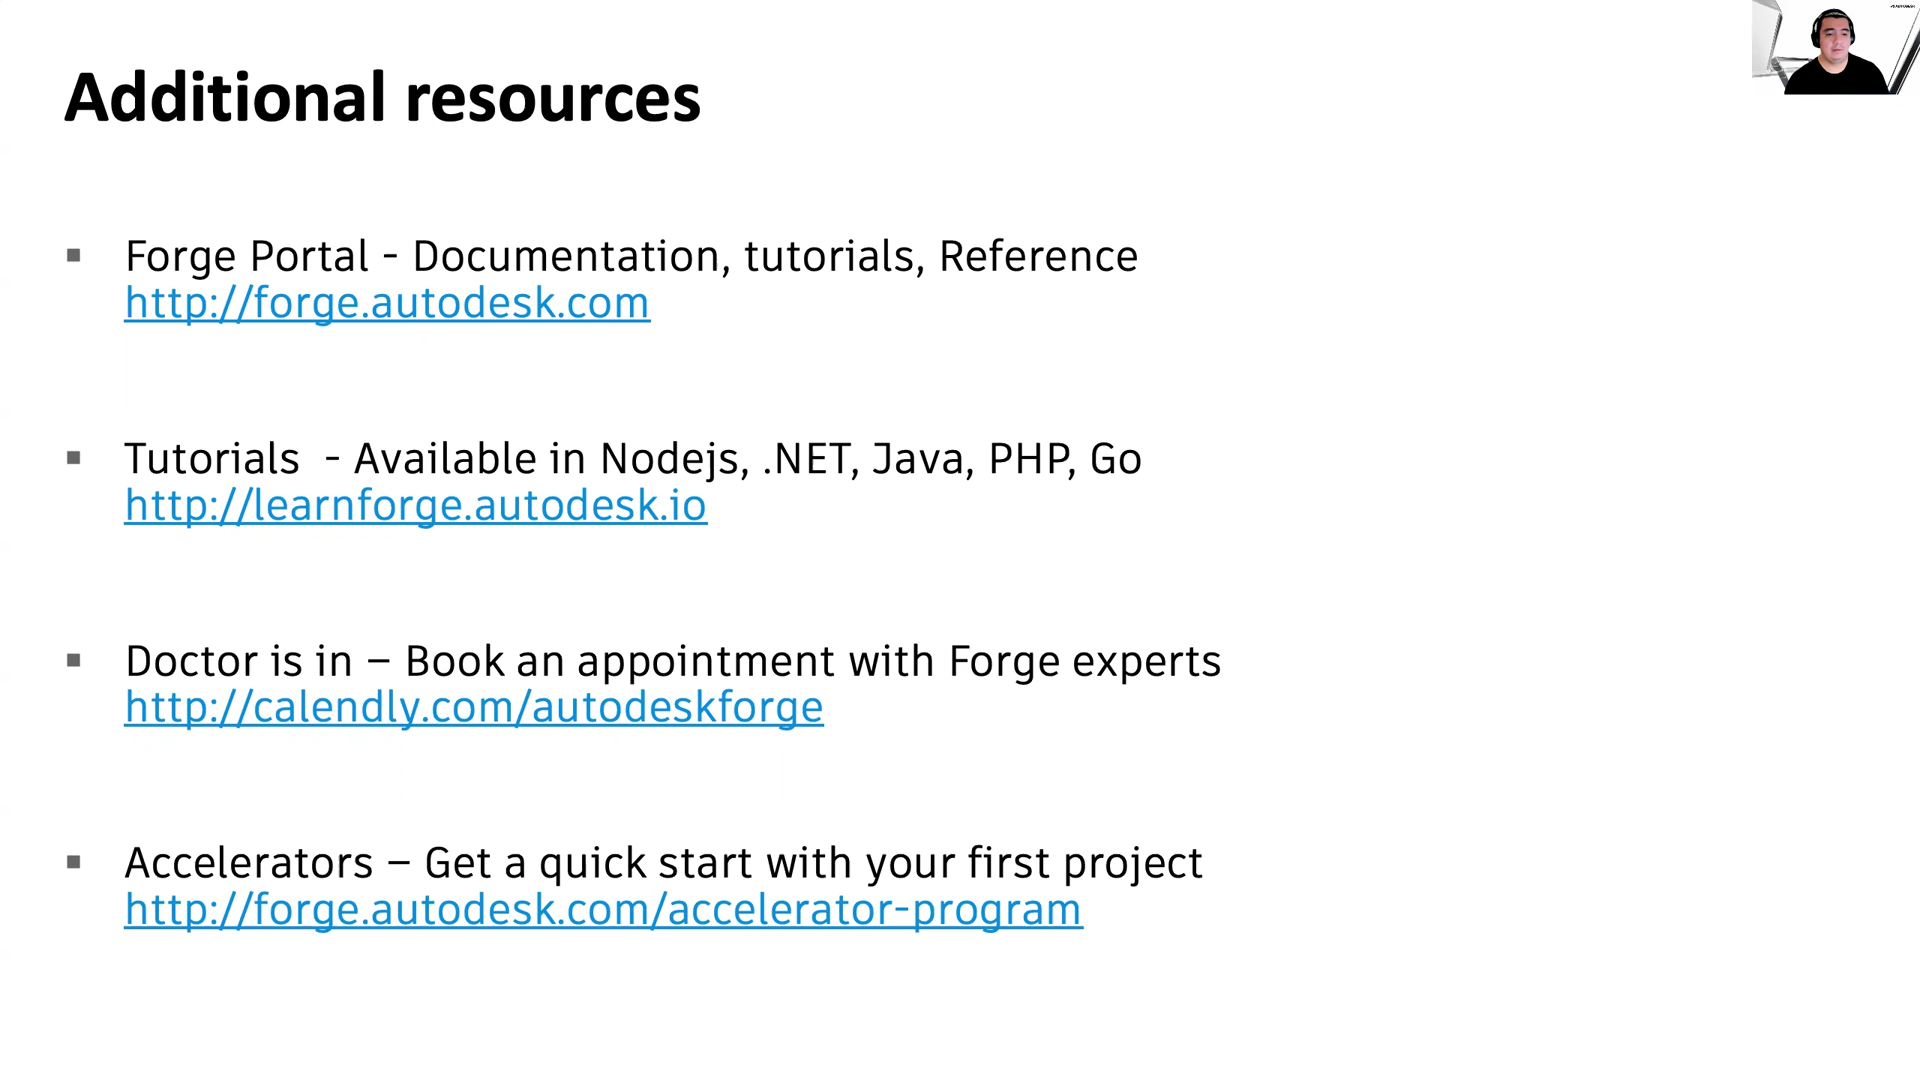 Additional resources
Forge Portal - Documentation, tutorials, Reference
http://forge.autodesk.com
Tutorials  - Available in Nodejs, .NET, Java, PHP, Go
http://learnforge.autodesk.io
Doctor is in – Book an appointment with Forge experts
http://calendly.com/autodeskforge
Accelerators – Get a quick start with your first project
http://forge.autodesk.com/accelerator-program